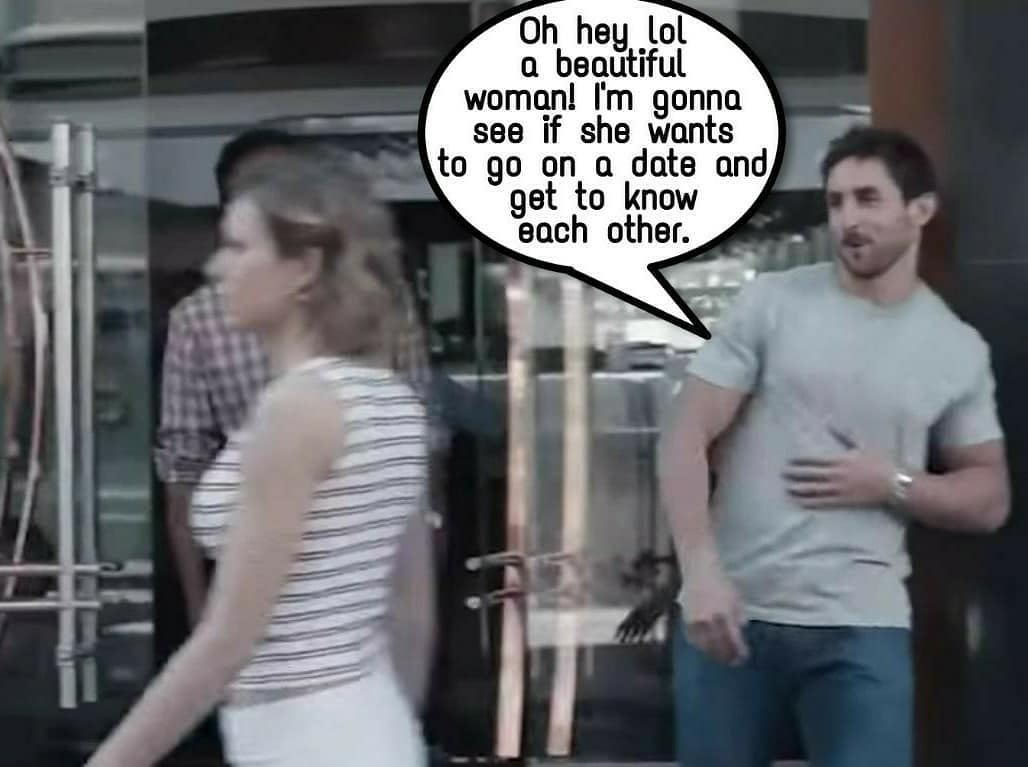 Oh hey lol
a beautiful
woman! I'm gonna
see if she wants
to go on a date and
get to know
each other.